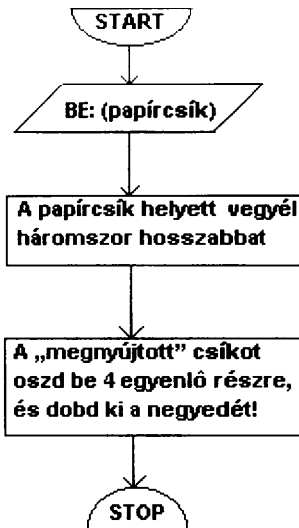 START
BE: (papírcsík)
A papírcsík helyett vegyél
háromszor hosszabbat
A „megnyújtott” csíkot
oszd be 4 egyenlô részre,
és dobd ki a negyedét!
STOP